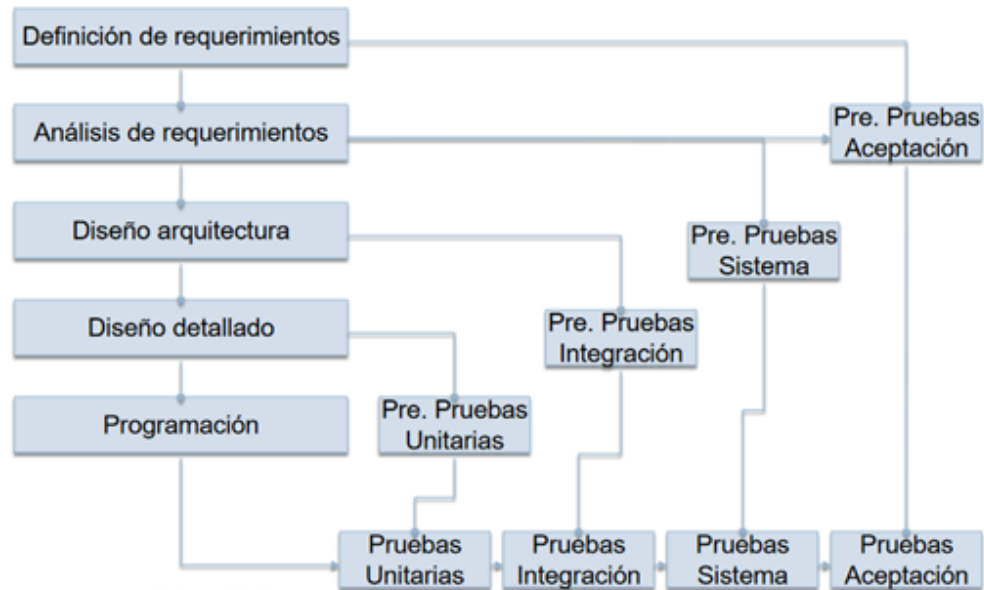 Definición de requerimientos
Análisis de requerimientos
Pre. Pruebas
Aceptación
Diseño arquitectura
Pre. Pruebas
Sistema
Diseño detallado
Pre. Pruebas
Integración
Programación
Pre. Pruebas
Unitarias
Pruebas
Unitarias
Pruebas
Integración
Pruebas
Sistema
Pruebas
Aceptación